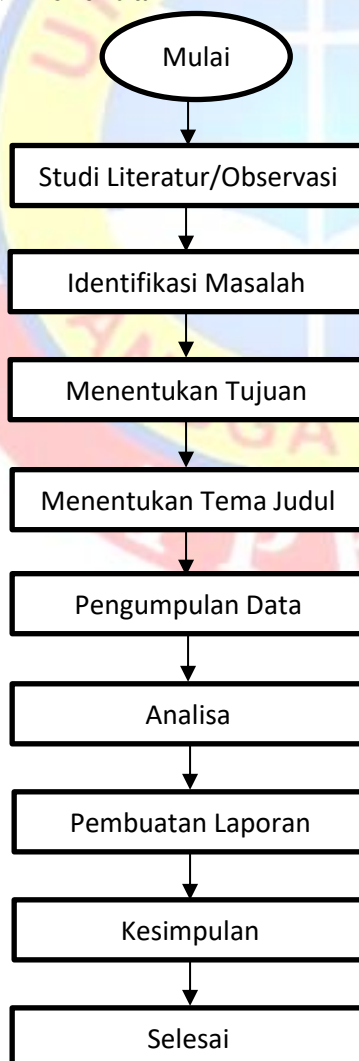 Mulai
Studi Literatur/Observasi
Identifikasi Masalah
Menentukan Tujuan
Menentukan Tema Judul
Pengumpulan Data
Analisa
Pembuatan Laporan
Kesimpulan
Selesai